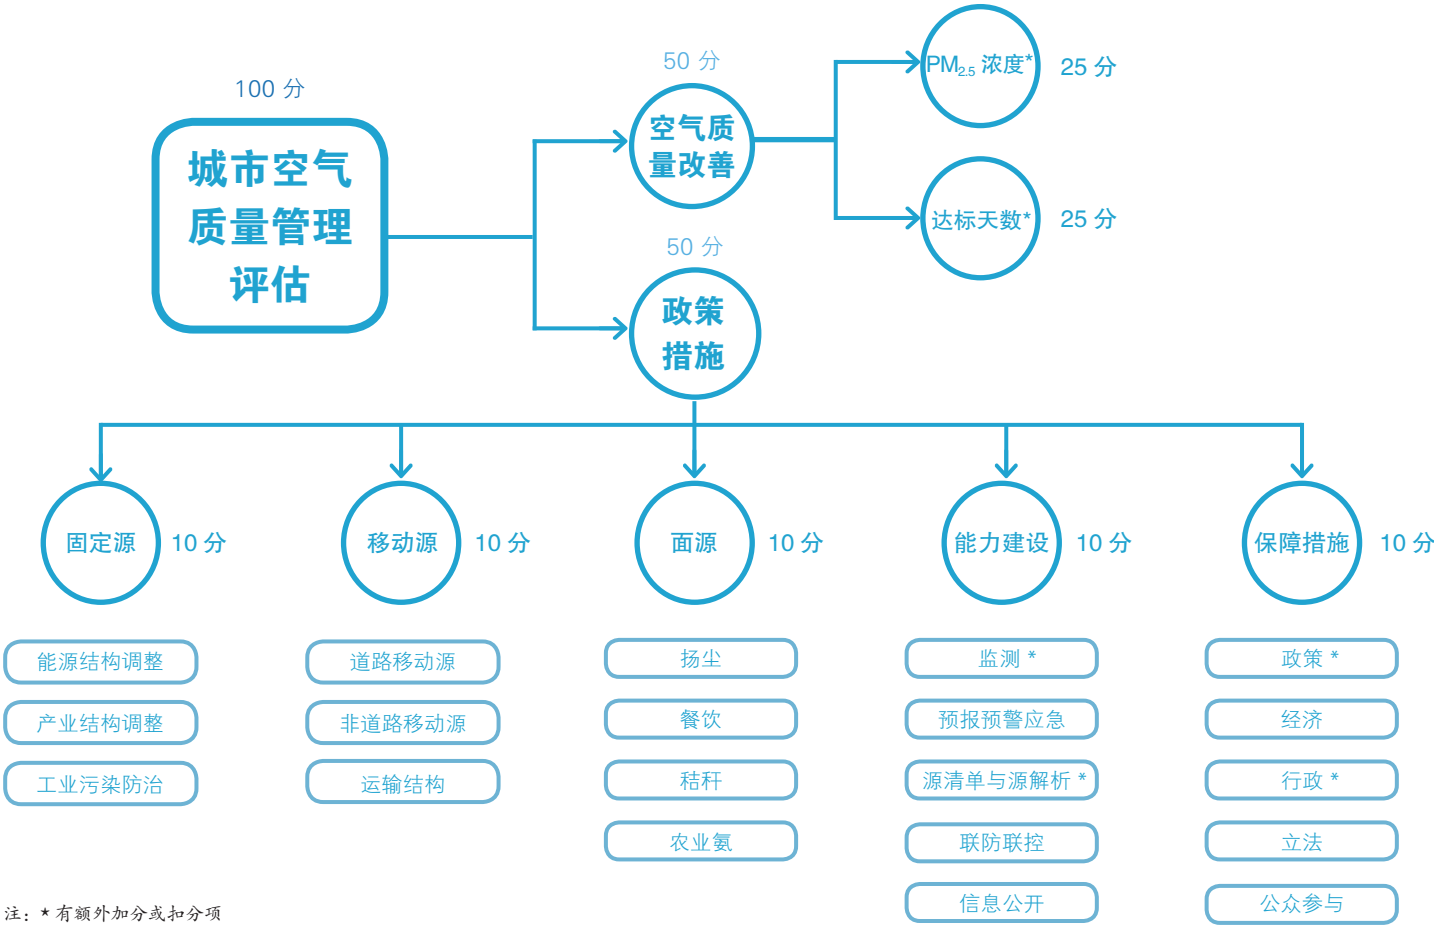 100 分
城市空气
质量管理
评估
50 分
空气质
量改善
50 分
政策
措施
PM2.5 浓度*
25 分
达标天数*
25 分
固定源
10 分
移动源
10 分
面源
10 分
能力建设
10 分
保障措施
10 分
能源结构调整
产业结构调整
工业污染防治
道路移动源
非道路移动源
运输结构
扬尘
餐饮
秸秆
农业氨
监测 *
预报预警应急
源清单与源解析 *
联防联控
信息公开
政策 *
经济
行政 *
立法
公众参与
注：* 有额外加分或扣分项